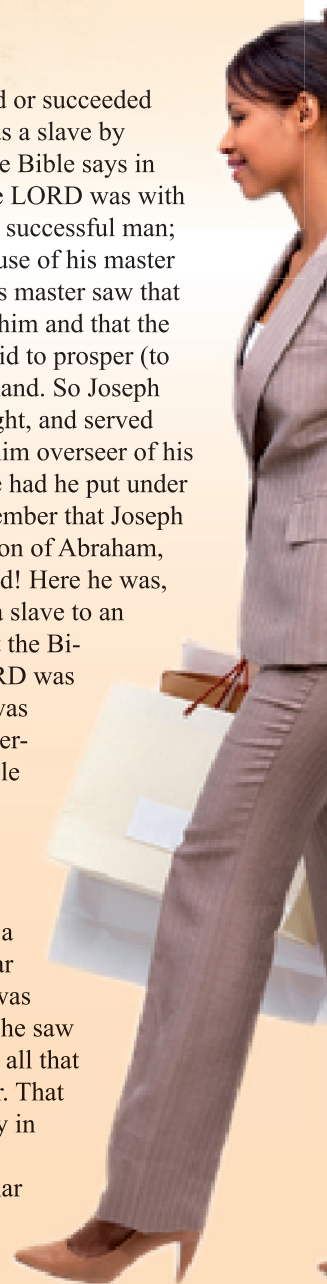 d or succeeded
as a slave by
e Bible says in
e LORD was with
successful man;
use of his master
s master saw that
him and that the
id to prosper (to
and. So Joseph
ght, and served
im overseer of his
e had he put under
ember that Joseph
on of Abraham,
d! Here he was,
a slave to an
t the Bi-
RD was
was
er-
le
a
ar
was
he saw
all that
r. That
y in
ar